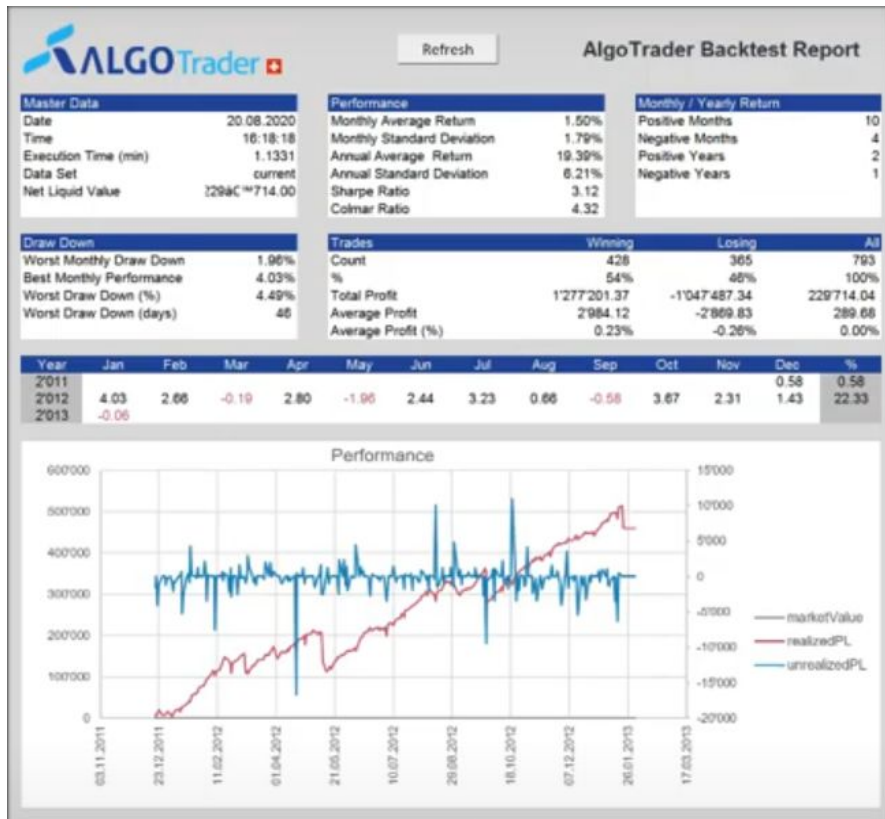 ALGO Trader
Refresh
AlgoTrader Backtest Report
Master Data
Date 20.08.2020
Time 16:18:18
Execution Time (min) 1.1331
Data Set current
Net Liquid Value 229â€™714.00
Performance
Monthly Average Return 1.50%
Monthly Standard Deviation 1.79%
Annual Average Return 19.39%
Annual Standard Deviation 6.21%
Sharpe Ratio 3.12
Colmar Ratio 4.32
Monthly / Yearly Return
Positive Months 10
Negative Months 4
Positive Years 2
Negative Years 1
Draw Down
Worst Monthly Draw Down 1.96%
Best Monthly Performance 4.03%
Worst Draw Down (%) 4.49%
Worst Draw Down (days) 46
Trades Winning Losing All
Count 428 365 793
% 54% 46% 100%
Total Profit 1'277'201.37 -1'047'487.34 229'714.04
Average Profit 2'984.12 -2'869.83 289.68
Average Profit (%) 0.23% -0.26% 0.00%
Year Jan Feb Mar Apr May Jun Jul Aug Sep Oct Nov Dec %
2'011 0.58 0.58
2'012 4.03 2.66 -0.19 2.80 -1.96 2.44 3.23 0.66 -0.58 3.67 2.31 1.43 22.33
2'013 -0.06
Performance
600'000 15'000
500'000 10'000
400'000 5'000
300'000 0
200'000 -5'000
100'000 -10'000
0 -15'000
-20'000
marketValue
realizedPL
unrealizedPL
03.11.2011
23.12.2011
11.02.2012
01.04.2012
21.05.2012
10.07.2012
29.08.2012
18.10.2012
07.12.2012
26.01.2013
17.03.2013